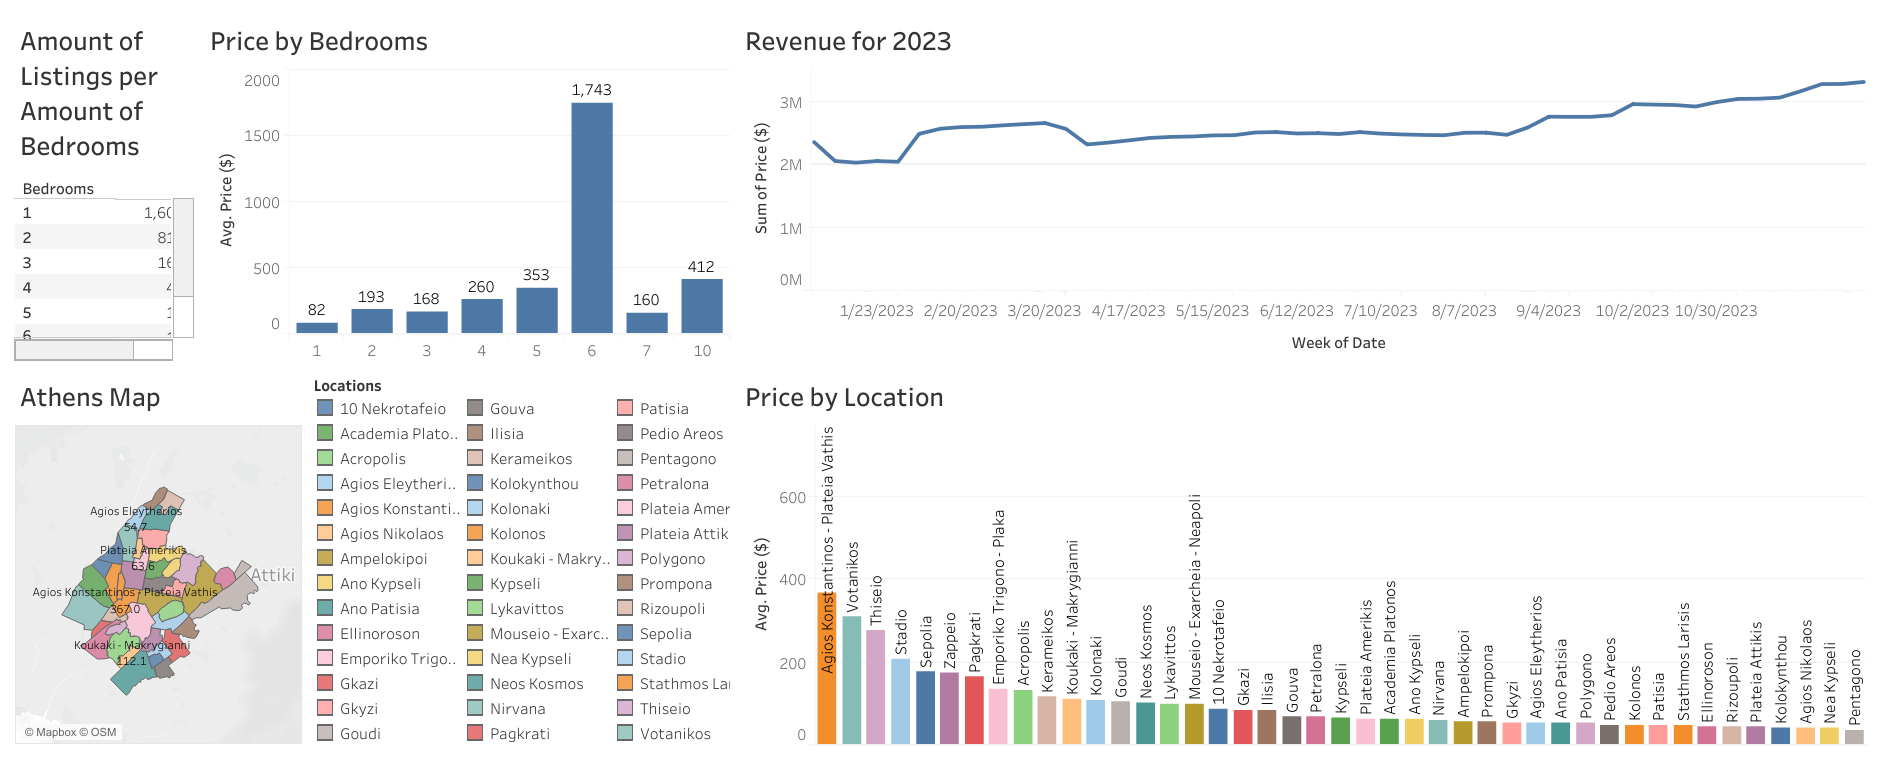 Amount of
Listings per
Amount of
Bedrooms
Bedrooms
1
2
3
4
5
Price by Bedrooms
Avg. Price ($)
2000
1500
1000
500
0
82
193
168
260
353
1,743
160
412
1 2 3 4 5 6 7 10
Revenue for 2023
Sum of Price ($)
3M
2M
1M
0M
1/23/2023 2/20/2023 3/20/2023 4/17/2023 5/15/2023 6/12/2023 7/10/2023 8/7/2023 9/4/2023 10/2/2023 10/30/2023
Week of Date
Athens Map
Agios Eleytherios
54.7
Plateia Amerikis
63.6
Attiki
Agios Konstantinos - Plateia Vathis
367.0
Koukaki - Makrygianni
112.1
© Mapbox © OSM
Locations
10 Nekrotafeio
Academia Plato..
Acropolis
Agios Eleytheri..
Agios Konstanti..
Agios Nikolaos
Ampelokipoi
Ano Kypseli
Ano Patisia
Ellinoroson
Emporiko Trigo..
Gkazi
Gkyzi
Goudi
Gouva
Ilisia
Kerameikos
Kolokynthou
Kolonaki
Kolonos
Koukaki - Makry..
Kypseli
Lykavittos
Mouseio - Exarc..
Nea Kypseli
Neos Kosmos
Nirvana
Pagkrati
Patisia
Pedio Areos
Pentagono
Petralona
Plateia Amer
Plateia Attik
Polygono
Prompona
Rizoupoli
Sepolia
Stadio
Stathmos Lar
Thiseio
Votanikos
Price by Location
Avg. Price ($)
600
400
200
0
Agios Konstantinos - Plateia Vathis
Votanikos
Thiseio
Stadio
Sepolia
Zappeio
Pagkrati
Emporiko Trigono - Plaka
Acropolis
Kerameikos
Koukaki - Makrygianni
Kolonaki
Goudi
Neos Kosmos
Lykavittos
Mouseio - Exarcheia - Neapoli
10 Nekrotafeio
Gkazi
Ilisia
Gouva
Petralona
Kypseli
Plateia Amerikis
Academia Platonos
Ano Kypseli
Nirvana
Ampelokipoi
Prompona
Gkyzi
Agios Eleytherios
Ano Patisia
Polygono
Pedio Areos
Kolonos
Patisia
Stathmos Larisis
Ellinoroson
Rizoupoli
Plateia Attikis
Kolokynthou
Agios Nikolaos
Nea Kypseli
Pentagono